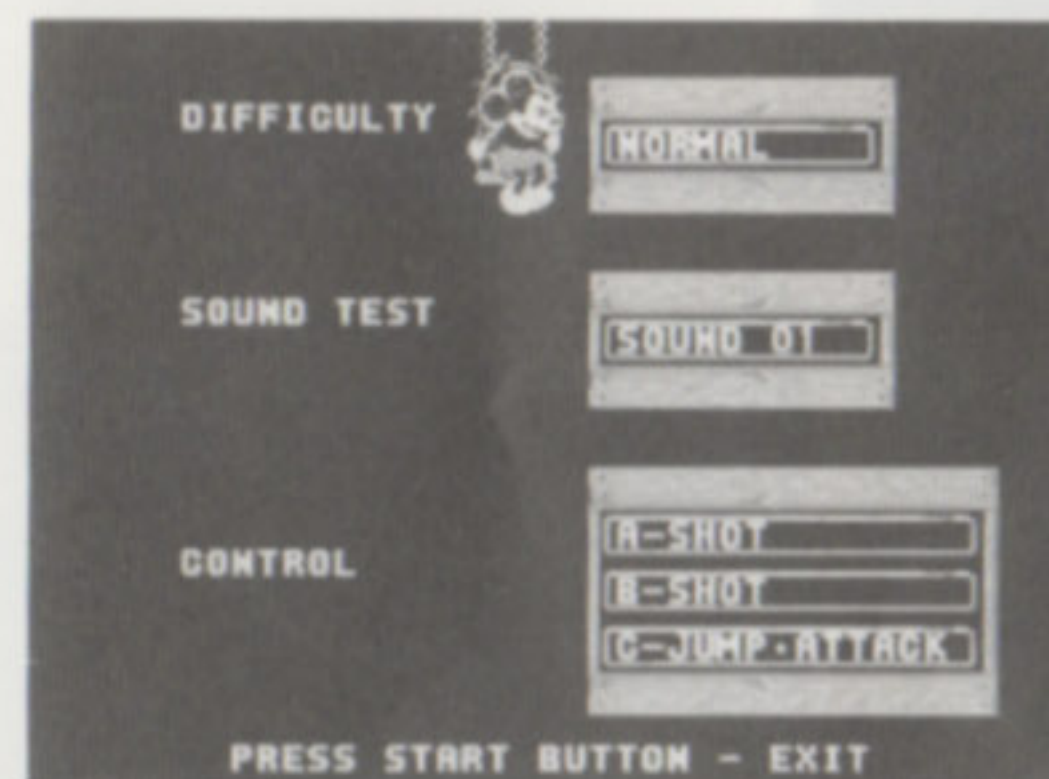 DIFFICULTY NORMAL
SOUND TEST SOUND 01
A-SHOT
CONTROL B-SHOT
C-JUMP·ATTACK
PRESS START BUTTON - EXIT